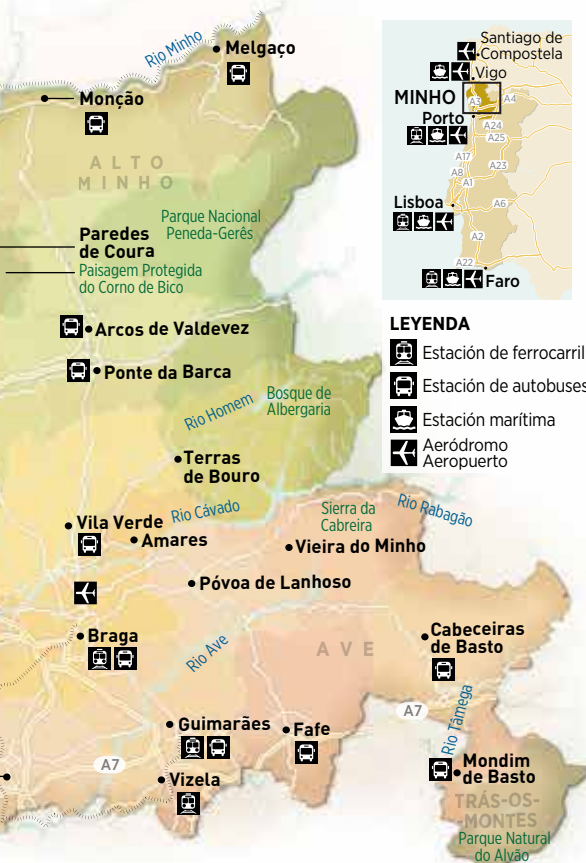 Rio Minho
Melgaço
Monção
ALTO
MINHO
Parque Nacional
Peneda-Gerês
Paredes
de Coura
Paisagem Protegida
do Corno de Bico
Arcos de Valdevez
Ponte da Barca
Rio Homem
Bosque de
Albergaria
Terras
de Bouro
Rio Cávado
Vila Verde
Amares
Sierra da
Cabreira
Rio Rabagão
Vieira do Minho
Póvoa de Lanhoso
Braga
Rio Ave
AVE
Cabeceiras
de Basto
Guimarães
Fafe
A7
Rio Tâmega
A7
Vizela
Mondim
de Basto
TRÁS-OS-
-MONTES
Parque Natural
do Alvão
Santiago de
Compostela
Vigo
MINHO
A3
A4
Porto
A24
A25
A17
A23
A8
A1
Lisboa
A6
A2
A22
Faro
LEYENDA
Estación de ferrocarril
Estación de autobuses
Estación marítima
Aeródromo
Aeropuerto